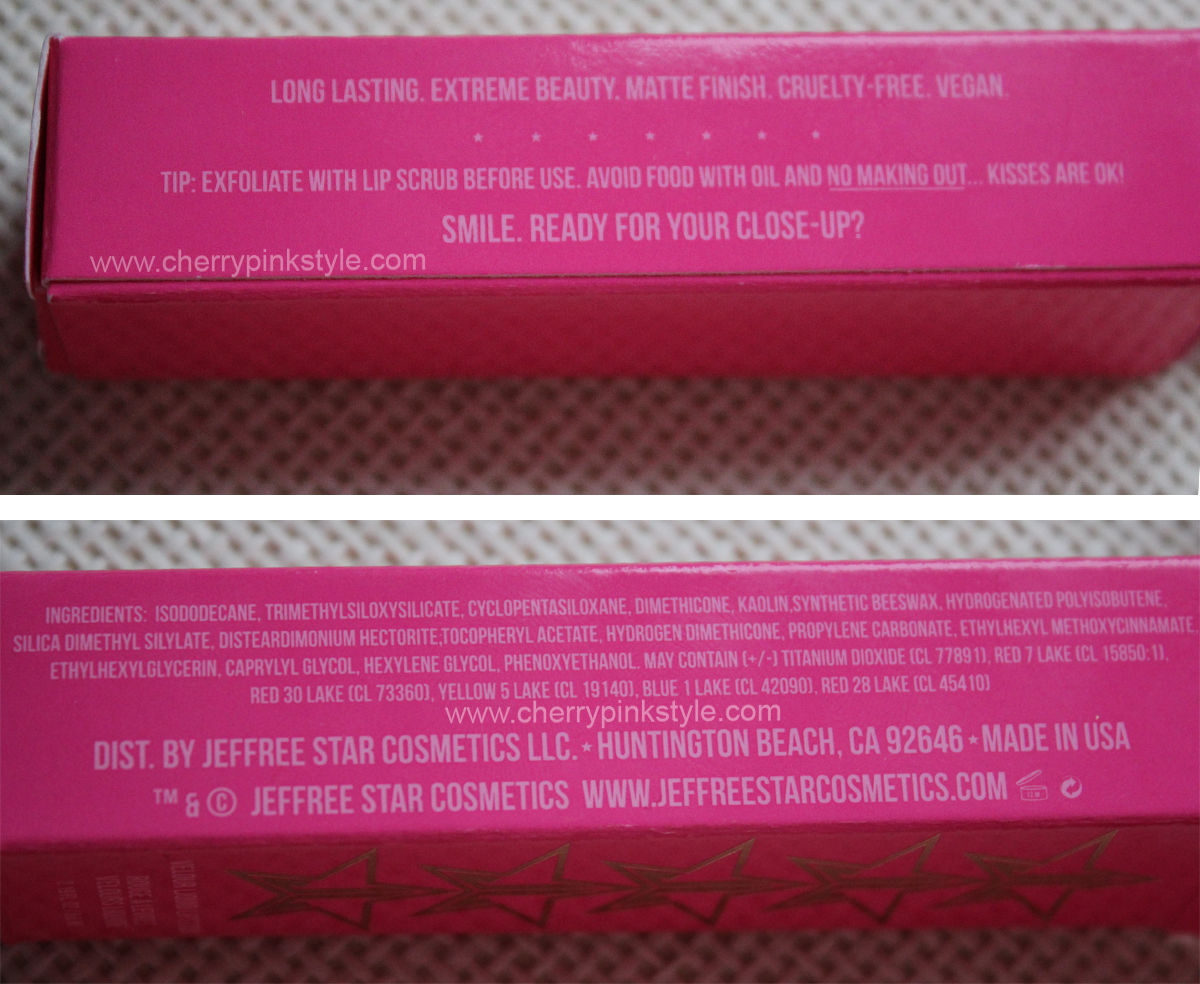 LONG LASTING. EXTREME BEAUTY. MATTE FINISH. CRUELTY-FREE. VEGAN.
TIP: EXFOLIATE WITH LIP SCRUB BEFORE USE. AVOID FOOD WITH OIL AND NO MAKING OUT... KISSES ARE OK!
SMILE. READY FOR YOUR CLOSE-UP?
www.cherrypinkstyle.com
INGREDIENTS: ISODODECANE, TRIMETHYLSILOXYSILICATE, CYCLOPENTASILOXANE, DIMETHICONE, KAOLIN,SYNTHETIC BEESWAX, HYDROGENATED POLYISOBUTENE,
SILICA DIMETHYL SILYLATE, DISTEARDIMONIUM HECTORITE,TOCOPHERYL ACETATE, HYDROGEN DIMETHICONE, PROPYLENE CARBONATE, ETHYLHEXYL METHOXYCINNAMATE
ETHYLHEXYLGLYCERIN, CAPRYLYL GLYCOL, HEXYLENE GLYCOL, PHENOXYETHANOL. MAY CONTAIN (+/-) TITANIUM DIOXIDE (CL 77891), RED 7 LAKE (CL 15850:1),
RED 30 LAKE (CL 73360), YELLOW 5 LAKE (CL 19140), BLUE 1 LAKE (CL 42090), RED 28 LAKE (CL 45410)
www.cherrypinkstyle.com
DIST. BY JEFFREE STAR COSMETICS LLC. ★ HUNTINGTON BEACH, CA 92646 ★ MADE IN USA
™ & © JEFFREE STAR COSMETICS WWW.JEFFREESTARCOSMETICS.COM
12 M